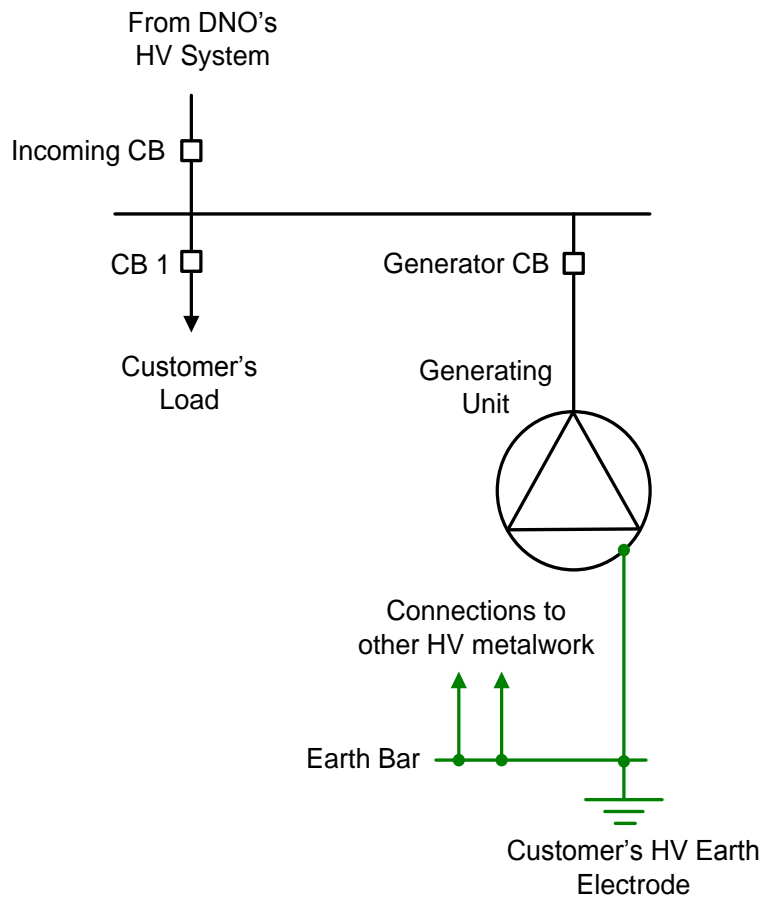 From DNO’s
HV System
Incoming CB
CB 1
Generator CB
Customer’s
Load
Generating
Unit
Connections to
other HV metalwork
Earth Bar
Customer’s HV Earth
Electrode